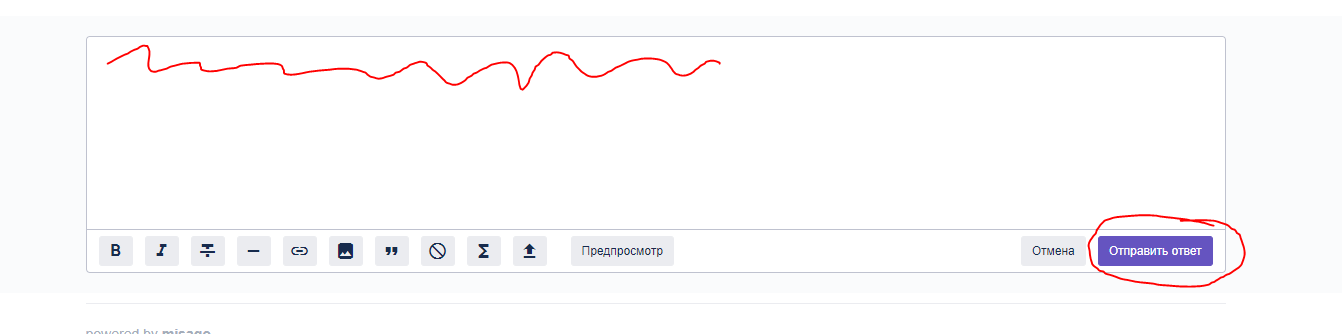 B I S
Предпросмотр Отмена Отправить ответ
powered by misago